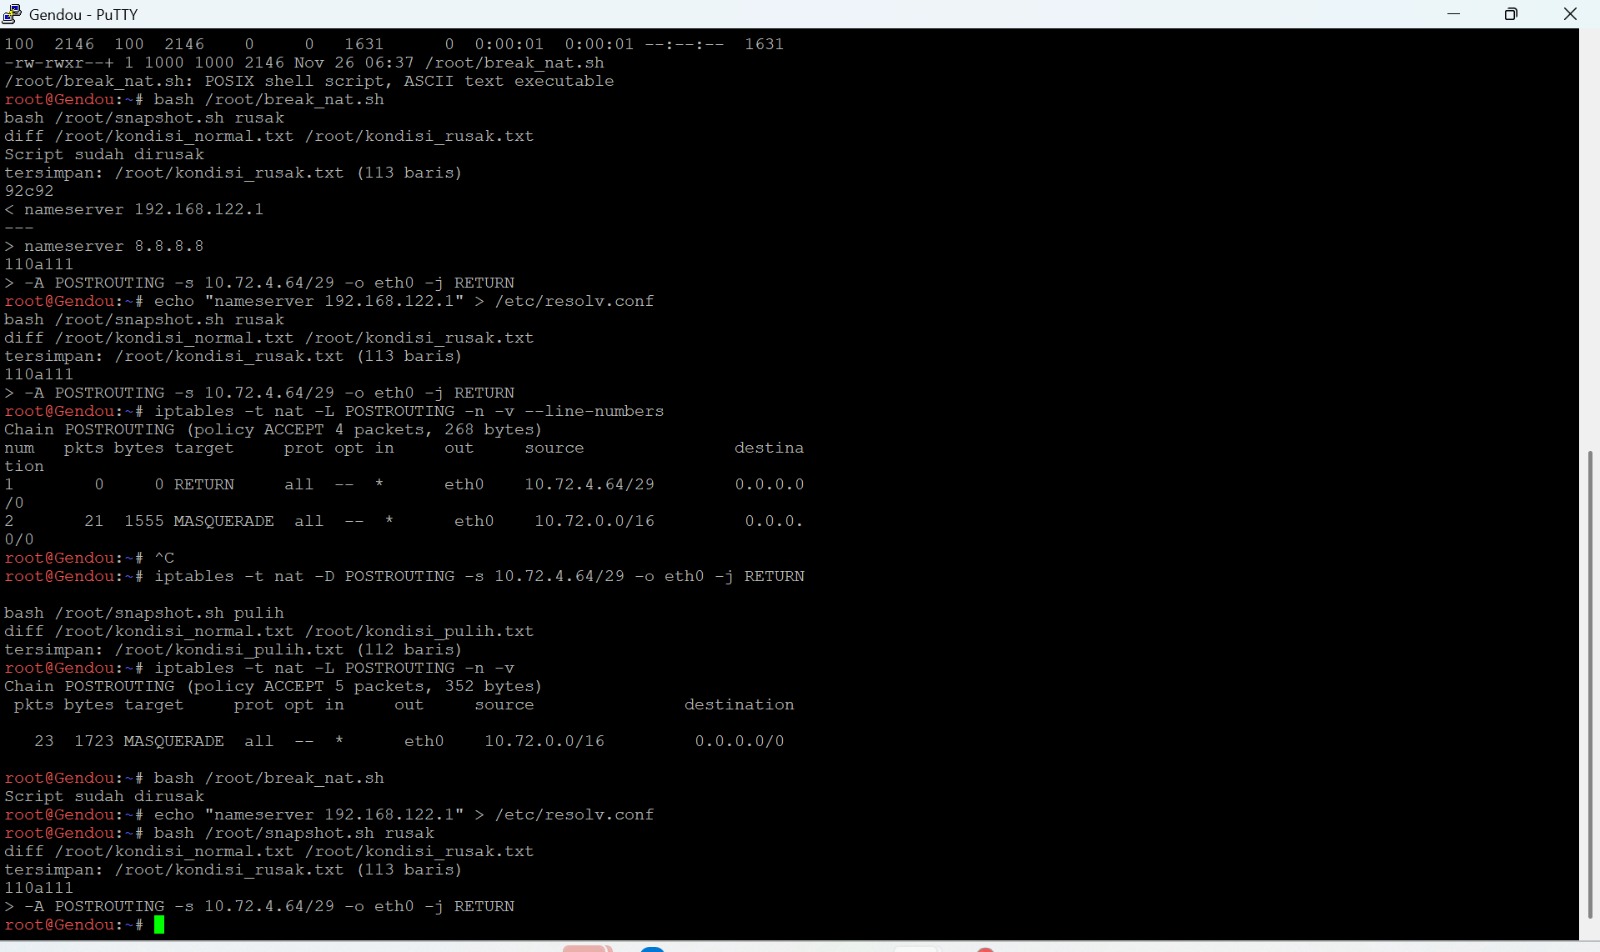 Gendou - PuTTY
100  2146  100  2146    0     0   1631      0  0:00:01  0:00:01 --:--:--  1631
-rw-rwxr--+ 1 1000 1000 2146 Nov 26 06:37 /root/break_nat.sh
/root/break_nat.sh: POSIX shell script, ASCII text executable
root@Gendou:~# bash /root/break_nat.sh
bash /root/snapshot.sh rusak
diff /root/kondisi_normal.txt /root/kondisi_rusak.txt
Script sudah dirusak
tersimpan: /root/kondisi_rusak.txt (113 baris)
92c92
< nameserver 192.168.122.1
---
> nameserver 8.8.8.8
110a111
> -A POSTROUTING -s 10.72.4.64/29 -o eth0 -j RETURN
root@Gendou:~# echo "nameserver 192.168.122.1" > /etc/resolv.conf
bash /root/snapshot.sh rusak
diff /root/kondisi_normal.txt /root/kondisi_rusak.txt
tersimpan: /root/kondisi_rusak.txt (113 baris)
110a111
> -A POSTROUTING -s 10.72.4.64/29 -o eth0 -j RETURN
root@Gendou:~# iptables -t nat -L POSTROUTING -n -v --line-numbers
Chain POSTROUTING (policy ACCEPT 4 packets, 268 bytes)
num   pkts bytes target     prot opt in     out     source               destina
tion
1        0     0 RETURN     all  --  *      eth0    10.72.4.64/29        0.0.0.0
/0
2       21  1555 MASQUERADE  all  --  *      eth0    10.72.0.0/16         0.0.0.
0/0
root@Gendou:~# ^C
root@Gendou:~# iptables -t nat -D POSTROUTING -s 10.72.4.64/29 -o eth0 -j RETURN
bash /root/snapshot.sh pulih
diff /root/kondisi_normal.txt /root/kondisi_pulih.txt
tersimpan: /root/kondisi_pulih.txt (112 baris)
root@Gendou:~# iptables -t nat -L POSTROUTING -n -v
Chain POSTROUTING (policy ACCEPT 5 packets, 352 bytes)
 pkts bytes target     prot opt in     out     source               destination
   23  1723 MASQUERADE  all  --  *      eth0    10.72.0.0/16         0.0.0.0/0
root@Gendou:~# bash /root/break_nat.sh
Script sudah dirusak
root@Gendou:~# echo "nameserver 192.168.122.1" > /etc/resolv.conf
root@Gendou:~# bash /root/snapshot.sh rusak
diff /root/kondisi_normal.txt /root/kondisi_rusak.txt
tersimpan: /root/kondisi_rusak.txt (113 baris)
110a111
> -A POSTROUTING -s 10.72.4.64/29 -o eth0 -j RETURN
root@Gendou:~#